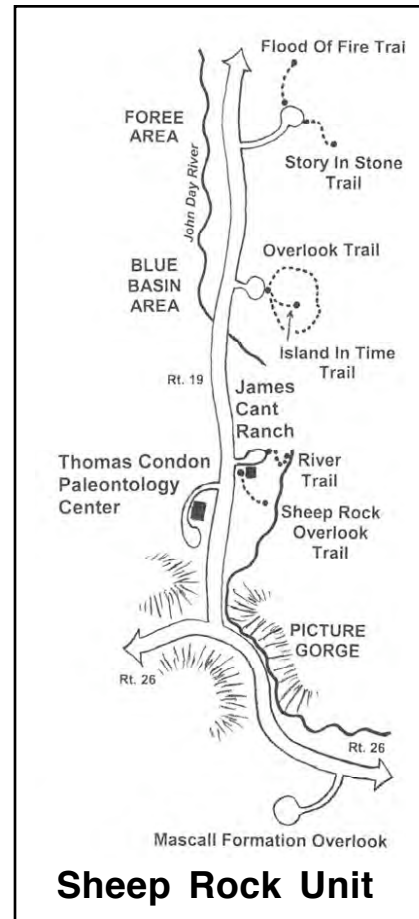 Flood Of Fire Trai
FOREE
AREA
John Day River
Story In Stone
Trail
Overlook Trail
BLUE
BASIN
AREA
Island In Time
Trail
Rt. 19
James
Cant
Ranch
Thomas Condon
Paleontology
Center
River
Trail
Sheep Rock
Overlook
Trail
PICTURE
GORGE
Rt. 26
Rt. 26
Mascall Formation Overlook
Sheep Rock Unit